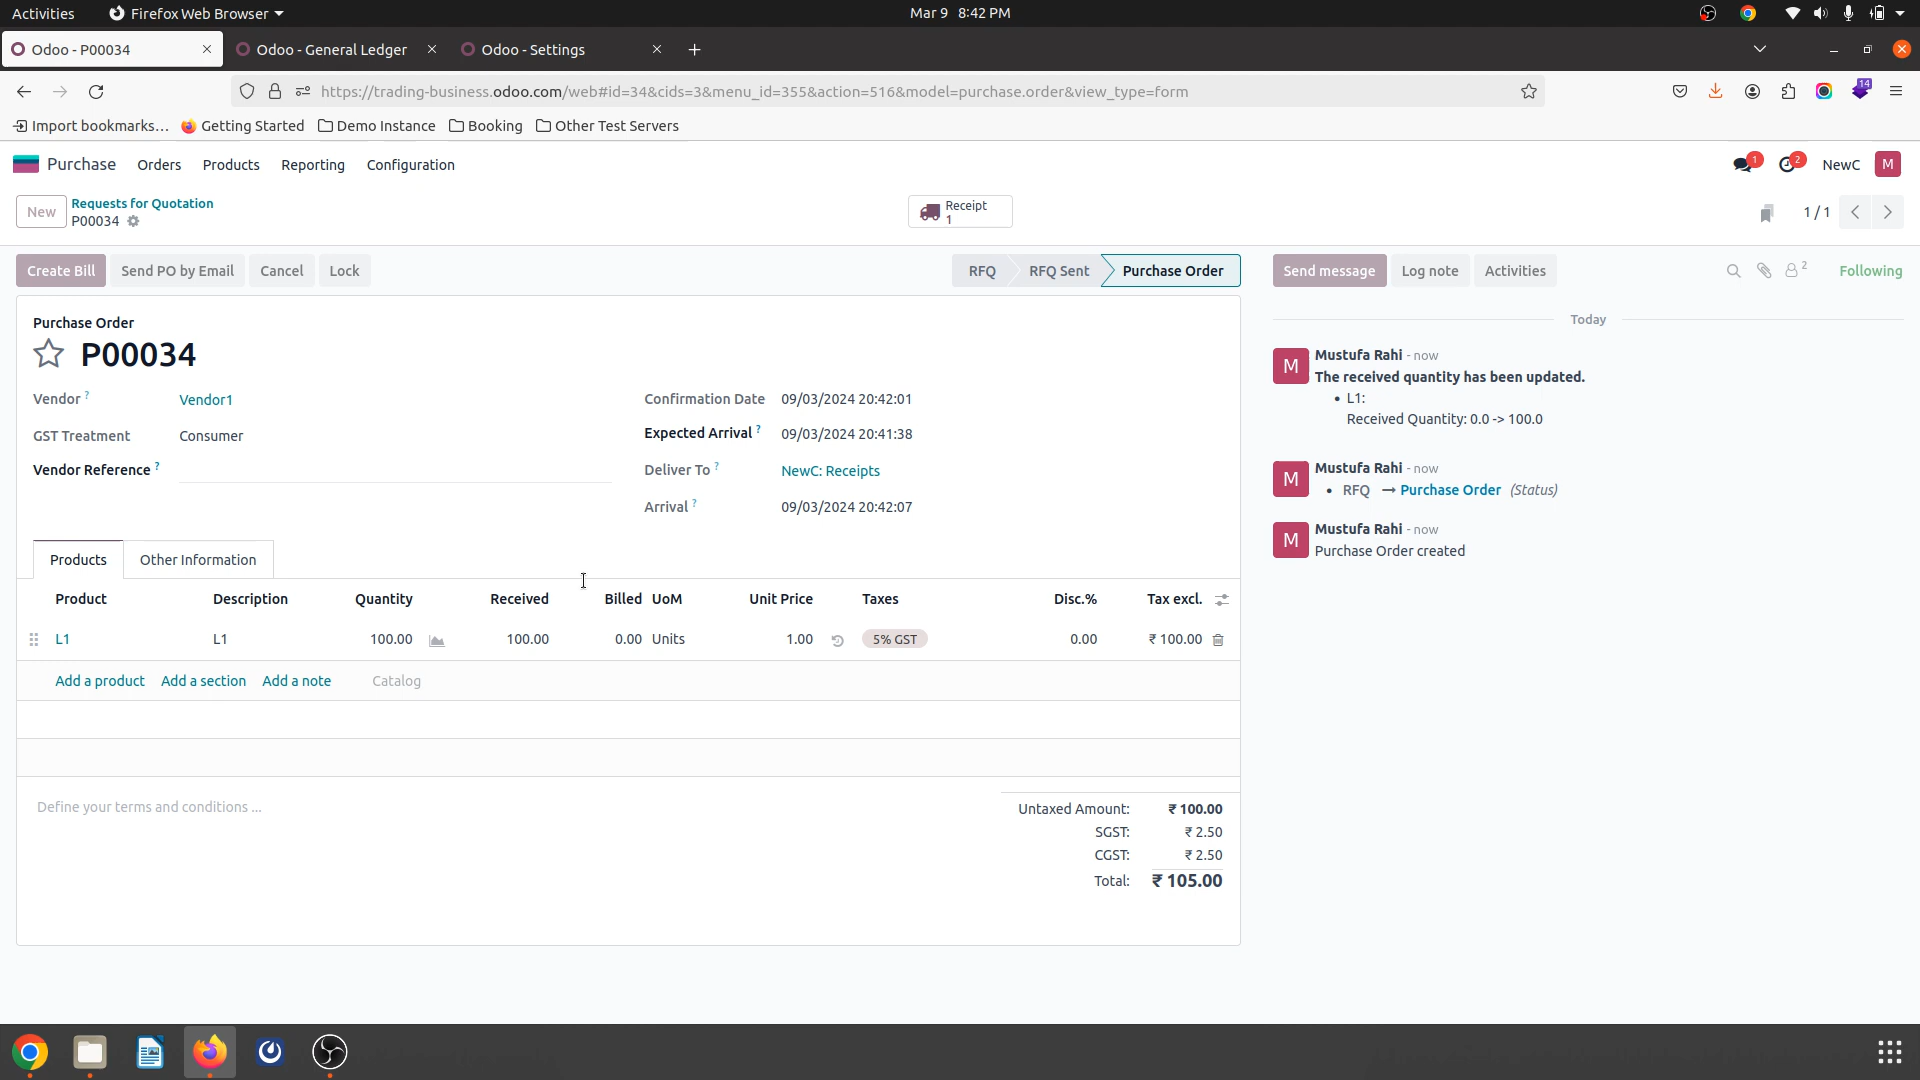 Activities Firefox Web Browser Mar 9 8:42 PM
Odoo - P00034 Odoo - General Ledger Odoo - Settings
https://trading-business.odoo.com/web#id=34&cids=3&menu_id=355&action=516&model=purchase.order&view_type=form 14
Import bookmarks... Getting Started Demo Instance Booking Other Test Servers
Purchase Orders Products Reporting Configuration 1 2 NewC M
New Requests for Quotation Receipt
P00034 1 1 / 1
Create Bill Send PO by Email Cancel Lock RFQ RFQ Sent Purchase Order Send message Log note Activities 2 Following
Purchase Order Today
P00034
Vendor ? Vendor1 Confirmation Date 09/03/2024 20:42:01
GST Treatment Consumer Expected Arrival ? 09/03/2024 20:41:38
Vendor Reference ? Deliver To ? NewC: Receipts
Arrival ? 09/03/2024 20:42:07
M Mustufa Rahi - now
The received quantity has been updated.
• L1:
Received Quantity: 0.0 -> 100.0
M Mustufa Rahi - now
• RFQ → Purchase Order (Status)
M Mustufa Rahi - now
Purchase Order created
Products Other Information
Product Description Quantity Received Billed UoM Unit Price Taxes Disc.% Tax excl.
L1 L1 100.00 100.00 0.00 Units 1.00 5% GST 0.00 ₹ 100.00
Add a product Add a section Add a note Catalog
Define your terms and conditions ...
Untaxed Amount: ₹ 100.00
SGST: ₹ 2.50
CGST: ₹ 2.50
Total: ₹ 105.00